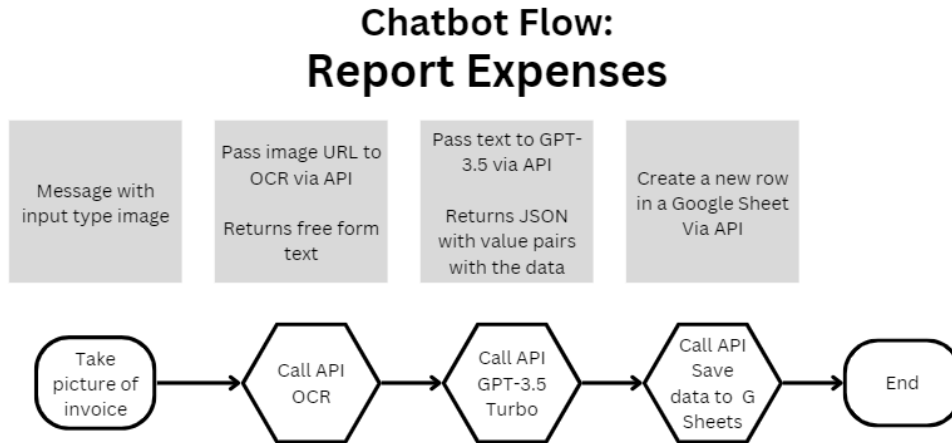 Chatbot Flow:
Report Expenses
Message with
input type image
Pass image URL to
OCR via API
Returns free form
text
Pass text to GPT-
3.5 via API
Returns JSON
with value pairs
with the data
Create a new row
in a Google Sheet
Via API
Take
picture of
invoice
Call API
OCR
Call API
GPT-3.5
Turbo
Call API
Save
data to G
Sheets
End